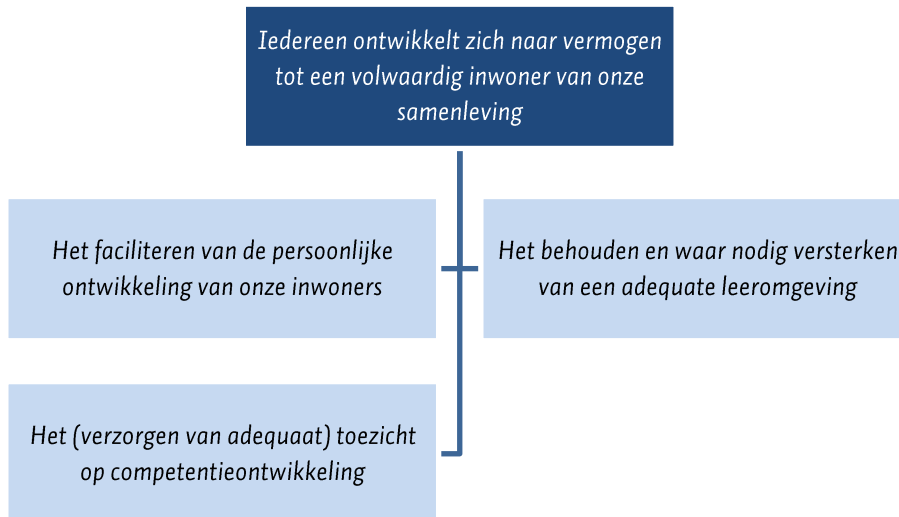 Iedereen ontwikkelt zich naar vermogen
tot een volwaardig inwoner van onze
samenleving
Het faciliteren van de persoonlijke
ontwikkeling van onze inwoners
Het behouden en waar nodig versterken
van een adequate leeromgeving
Het (verzorgen van adequaat) toezicht
op competentieontwikkeling